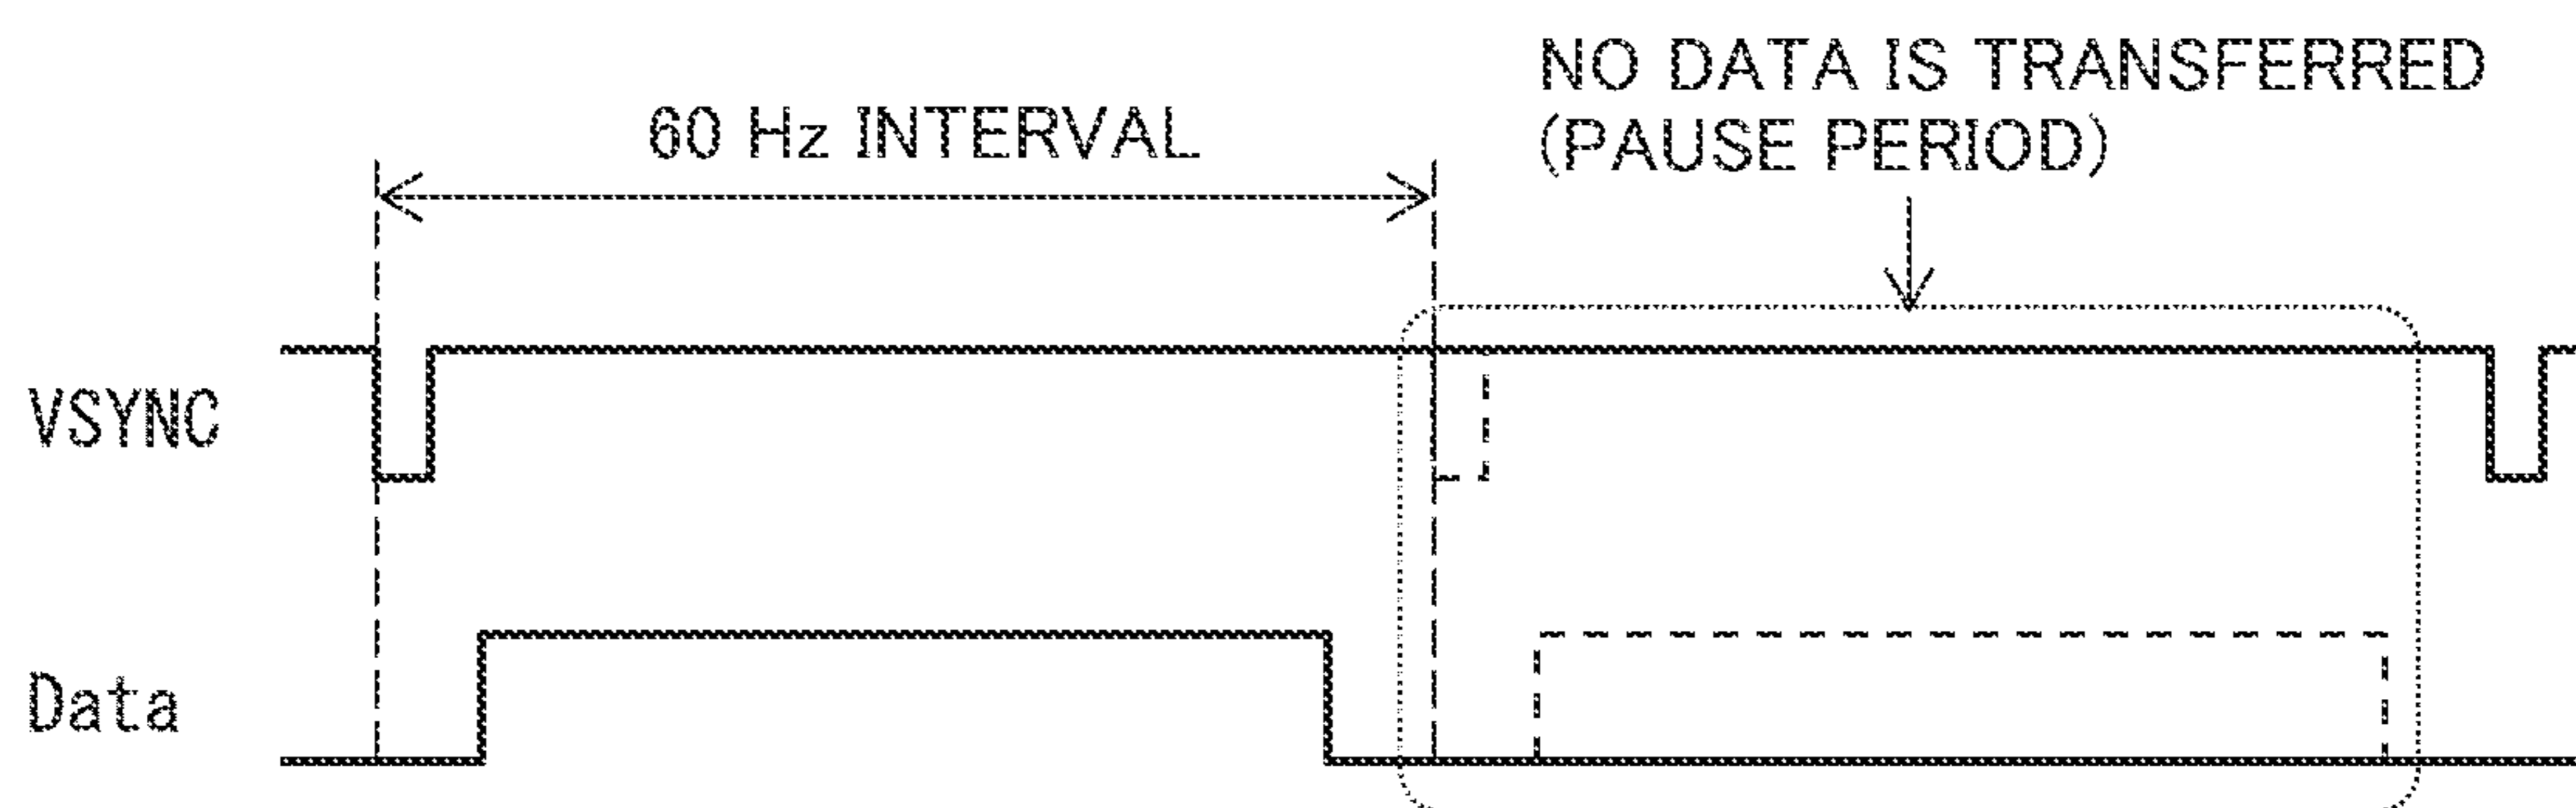 NO DATA IS TRANSFERRED
(PAUSE PERIOD)
60 Hz INTERVAL
VSYNC
Data